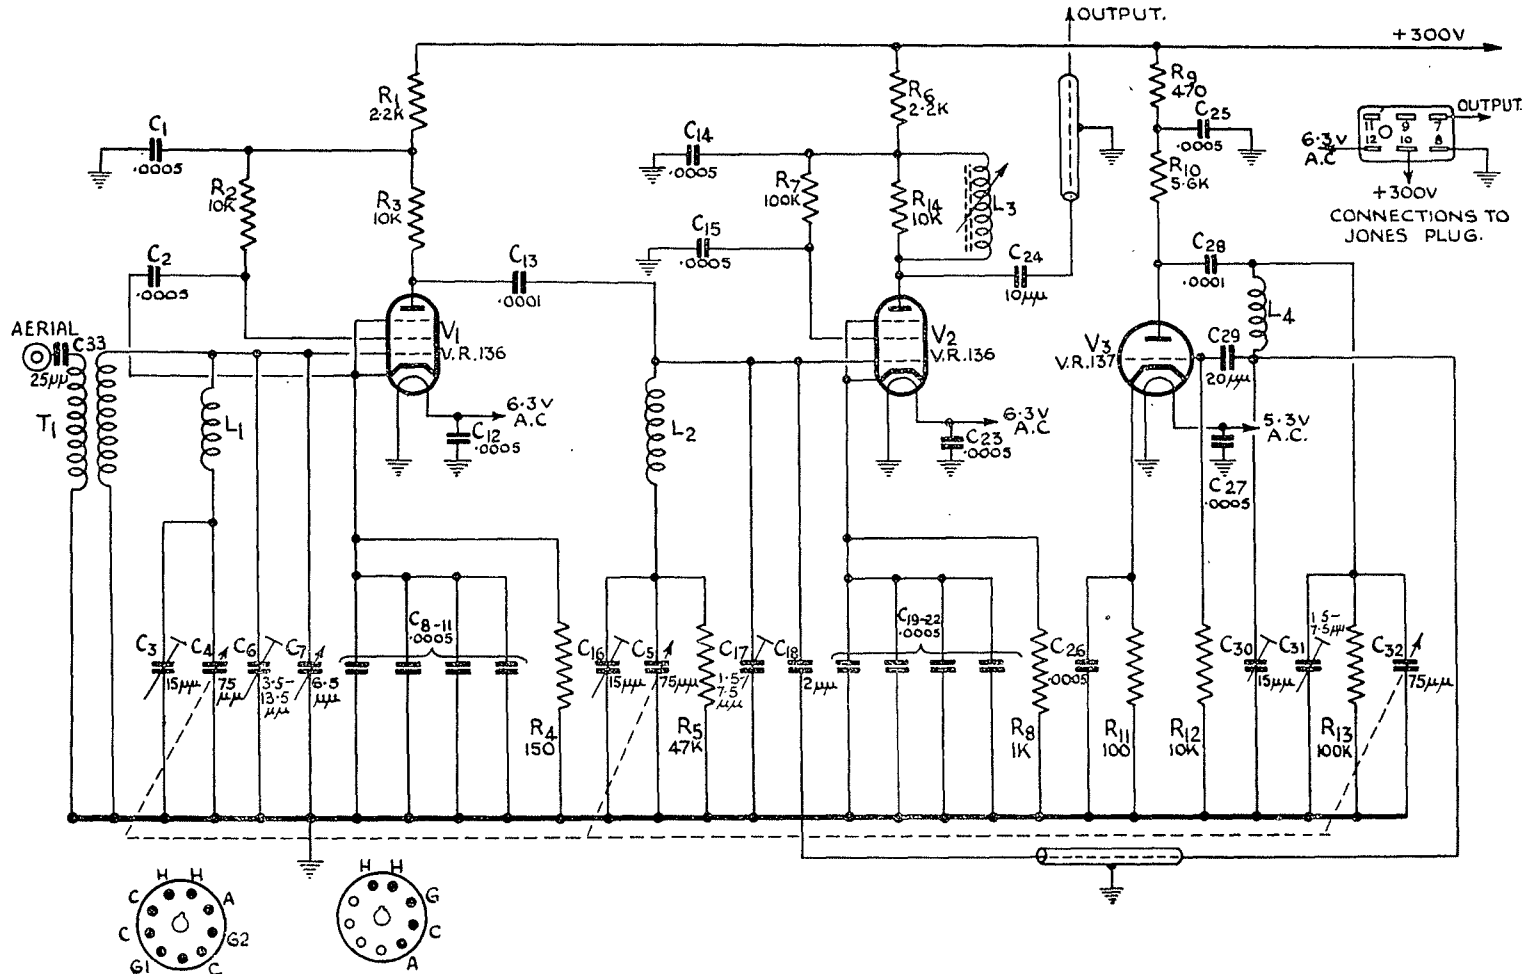 OUTPUT.
+300V
R1
2.2K
R6
2.2K
R9
470
C25
.0005
OUTPUT.
11 9 7
12 10 8
6.3V
A.C
+300V
CONNECTIONS TO
JONES PLUG.
C1
.0005
R2
10K
R3
10K
C14
.0005
R7
100K
R14
10K
L3
R10
5.6K
C2
.0005
C13
.0001
C15
.0005
C24
10μμ
C28
.0001
L4
AERIAL
C33
25μμ
T1
L1
V1
V.R.136
6.3V
A.C
C12
.0005
L2
V2
V.R.136
6.3V
A.C
C23
.0005
V3
V.R.137
C29
20μμ
5.3V
A.C.
C27
.0005
C3
15μμ
C4
75
μμ
C6
3.5-
13.5
μμ
C7
6.5
μμ
C8-11
.0005
R4
150
C16
15μμ
C5
75μμ
R5
47K
C17
1.5-
7.5
μμ
C18
2μμ
C19-22
.0005
R8
1K
C26
.0005
R11
100
R12
10K
C30
15μμ
C31
1.5-
7.5μμ
R13
100K
C32
75μμ
H H
C A
C G2
G1 C
H H
G
C
A